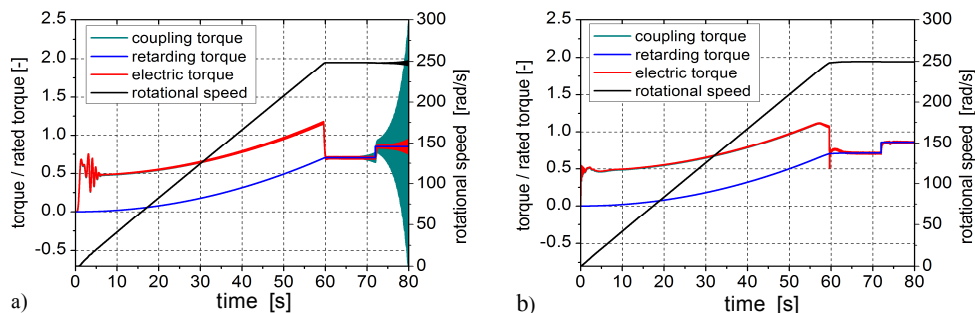 2.5
2.0
1.5
1.0
0.5
0.0
-0.5
torque / rated torque [-]
coupling torque
retarding torque
electric torque
rotational speed
300
250
200
150
100
50
0
rotational speed [rad/s]
0 10 20 30 40 50 60 70 80
time [s]
a)
2.5
2.0
1.5
1.0
0.5
0.0
-0.5
torque / rated torque [-]
coupling torque
retarding torque
electric torque
rotational speed
300
250
200
150
100
50
0
rotational speed [rad/s]
0 10 20 30 40 50 60 70 80
time [s]
b)